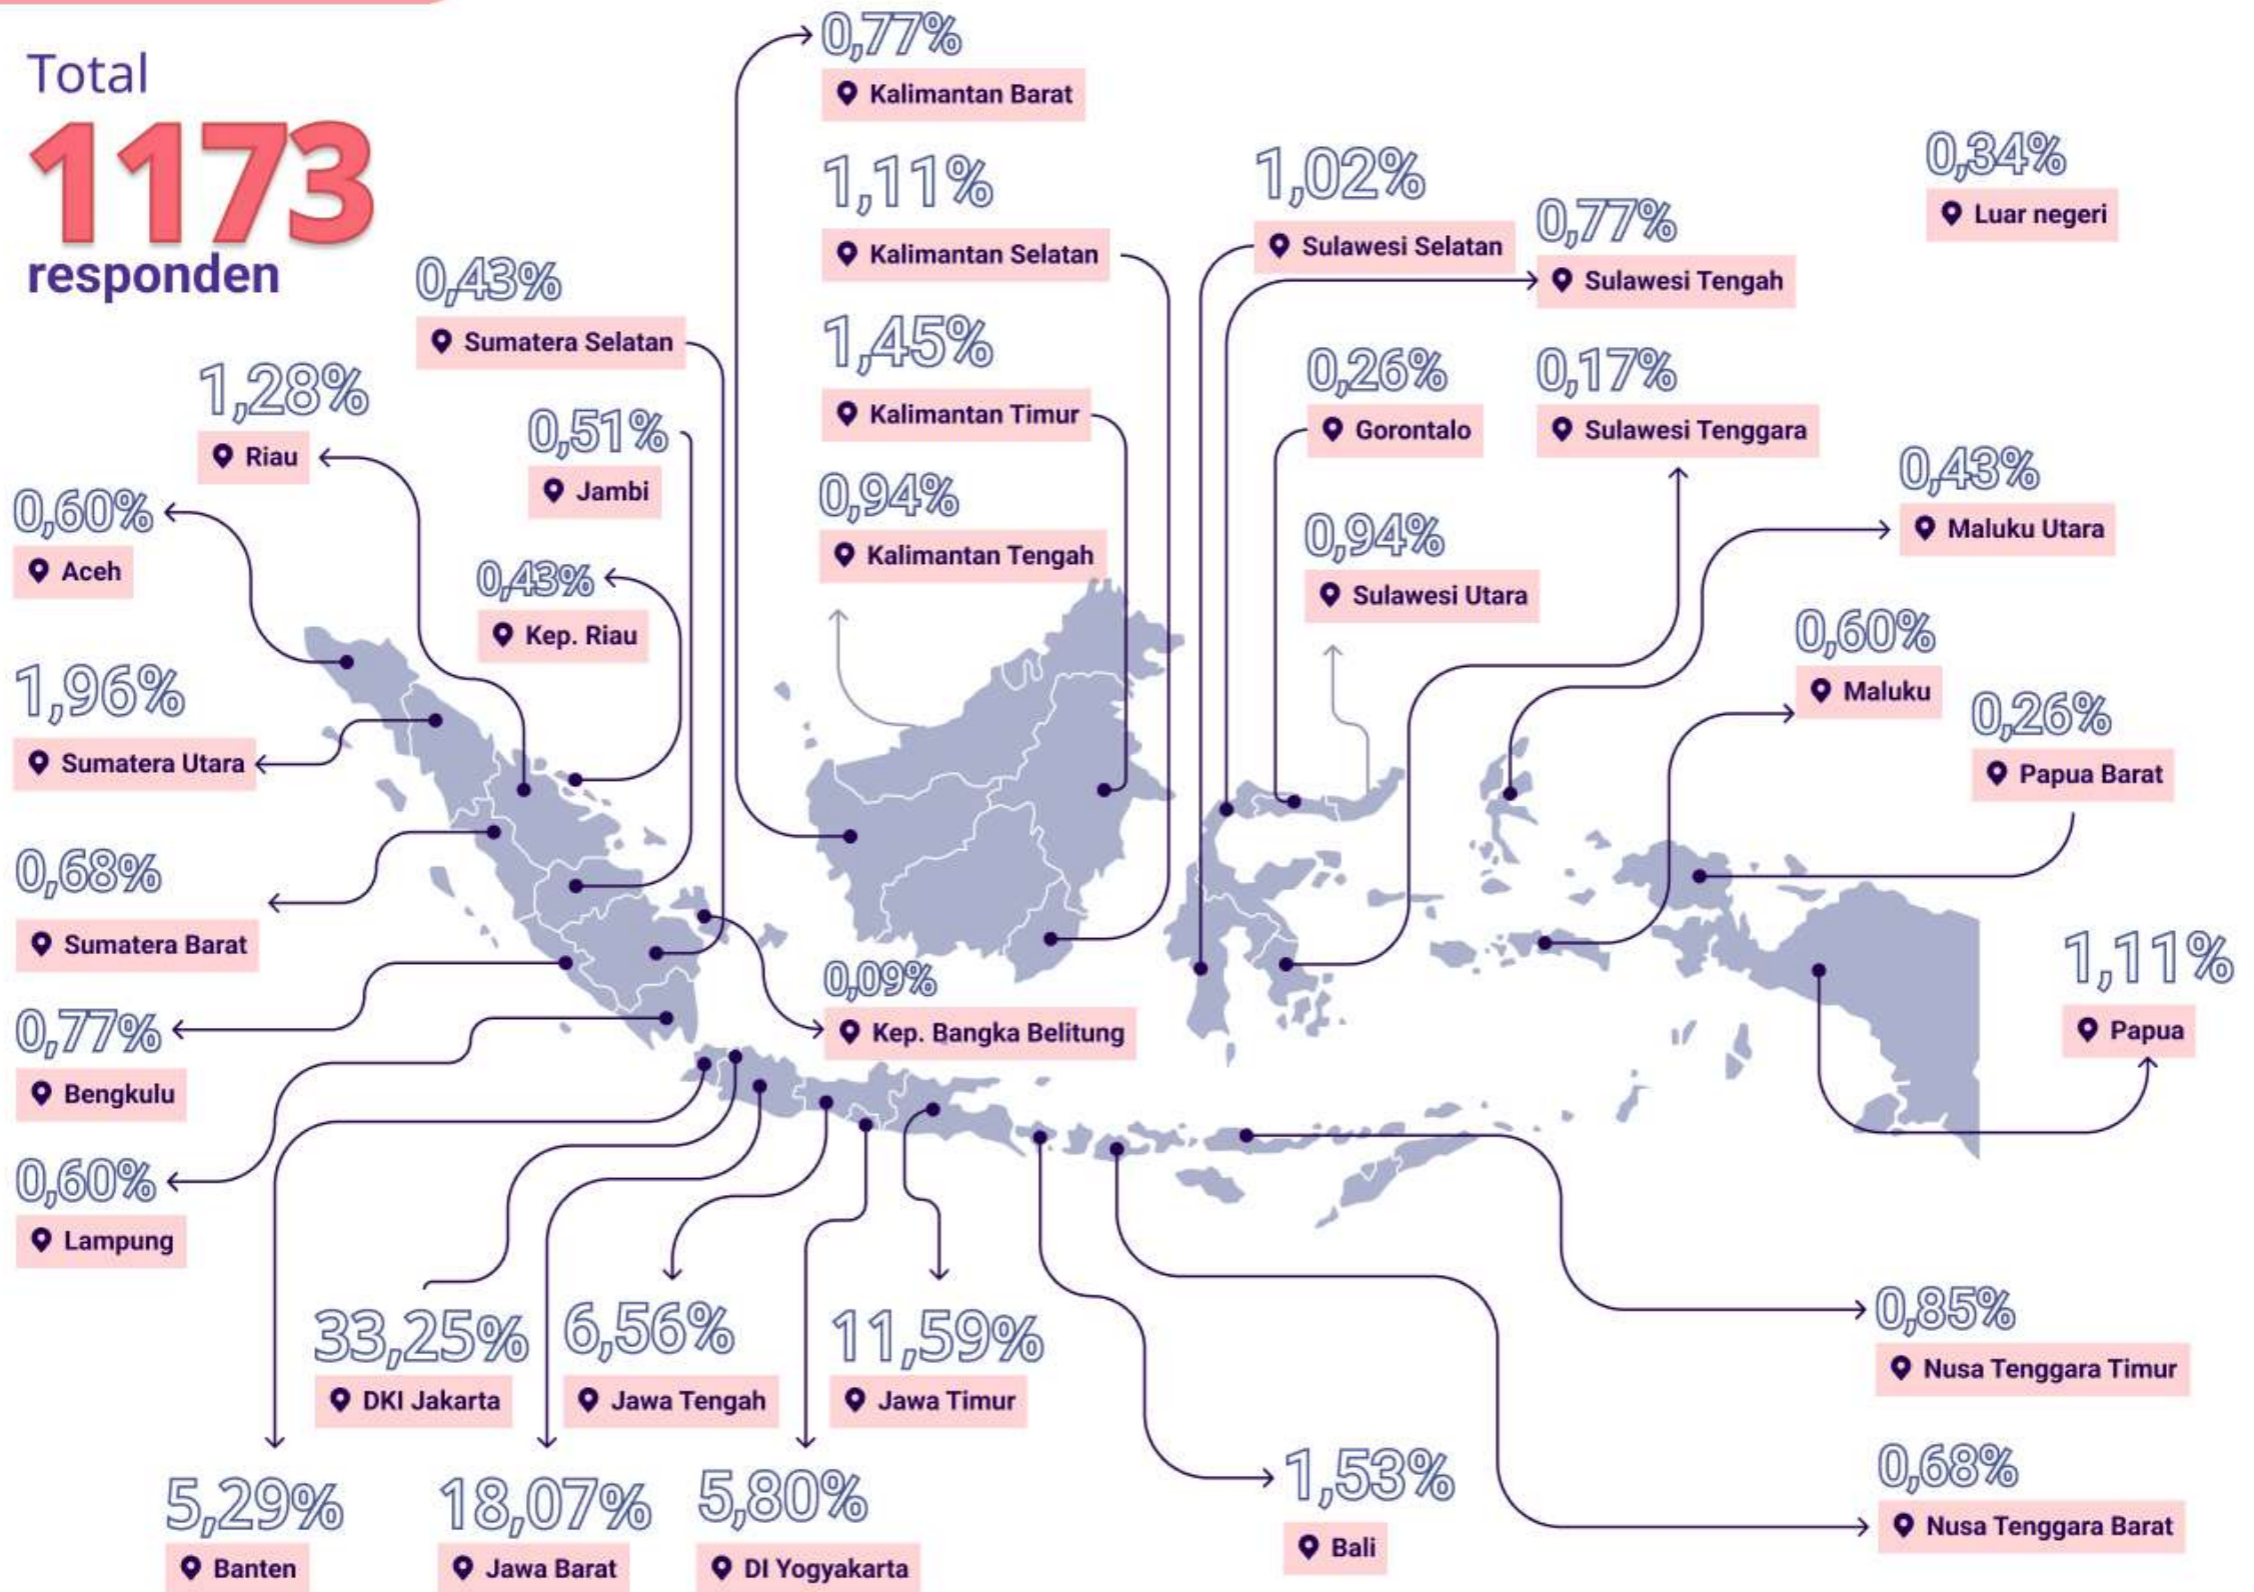 Total
1173
responden
0,77%
Kalimantan Barat
1,11%
Kalimantan Selatan
1,45%
Kalimantan Timur
0,94%
Kalimantan Tengah
1,02%
Sulawesi Selatan
0,77%
Sulawesi Tengah
0,34%
Luar negeri
0,43%
Sumatera Selatan
1,28%
Riau
0,51%
Jambi
0,26%
Gorontalo
0,17%
Sulawesi Tenggara
0,60%
Aceh
0,43%
Kep. Riau
0,94%
Sulawesi Utara
0,43%
Maluku Utara
0,60%
Maluku
1,96%
Sumatera Utara
0,26%
Papua Barat
0,68%
Sumatera Barat
1,11%
Papua
0,77%
Bengkulu
0,09%
Kep. Bangka Belitung
0,60%
Lampung
33,25%
DKI Jakarta
6,56%
Jawa Tengah
11,59%
Jawa Timur
0,85%
Nusa Tenggara Timur
5,29%
Banten
18,07%
Jawa Barat
5,80%
DI Yogyakarta
1,53%
Bali
0,68%
Nusa Tenggara Barat